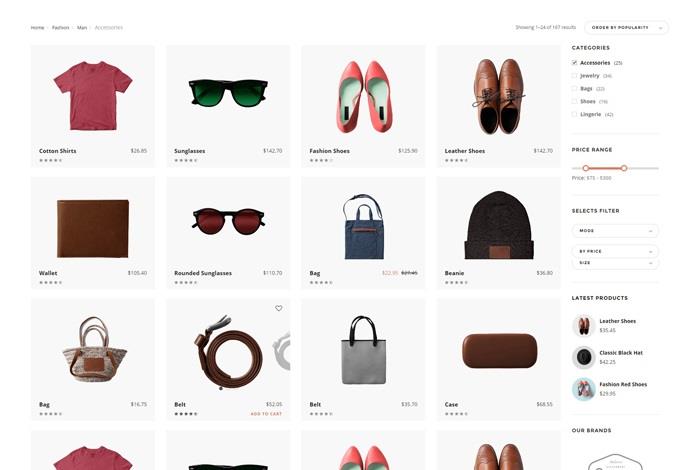 Home Fashion Man Accessories
Showing 1–24 of 167 results
ORDER BY POPULARITY
Cotton Shirts $26.85
Sunglasses $142.70
Fashion Shoes $125.90
Leather Shoes $142.70
Wallet $105.40
Rounded Sunglasses $110.70
Bag $22.95 $27.45
Beanie $36.80
Bag $16.75
Belt $52.05
ADD TO CART
Belt $35.70
Case $68.55
CATEGORIES
Accessories (25)
Jewelry (34)
Bags (22)
Shoes (16)
Lingerie (42)
PRICE RANGE
Price: $75 - $300
SELECTS FILTER
MODE
BY PRICE
SIZE
LATEST PRODUCTS
Leather Shoes
$35.45
Classic Black Hat
$42.25
Fashion Red Shoes
$29.95
OUR BRANDS